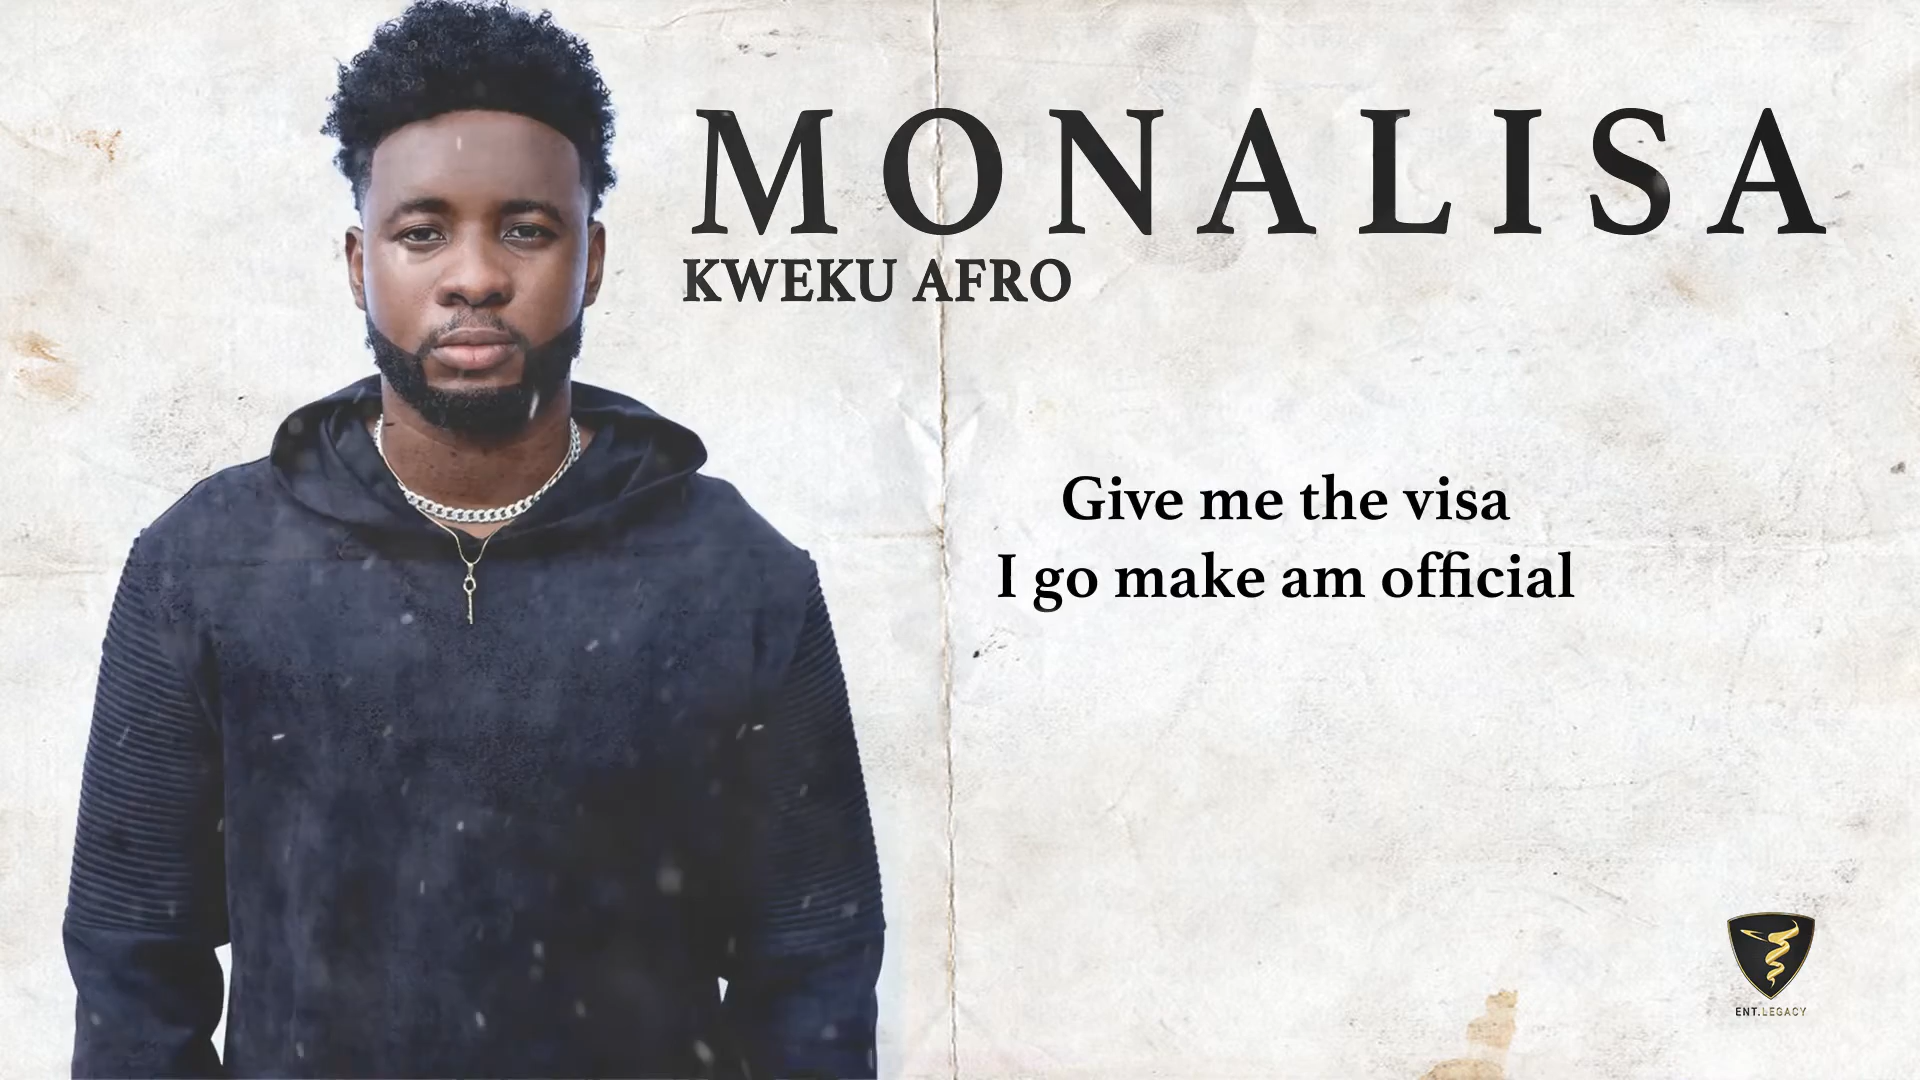 MONALISA
KWEKU AFRO
Give me the visa
I go make am official
ENT.LEGACY